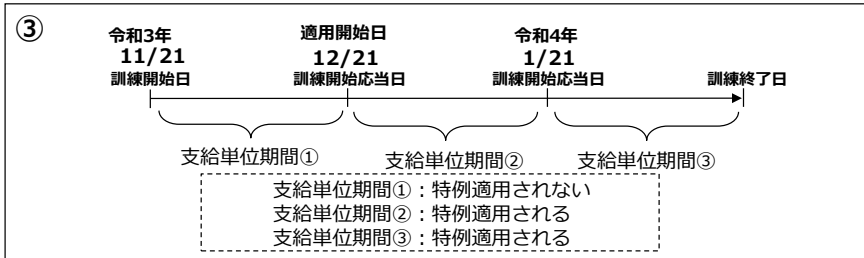 ③
令和3年 適用開始日 令和4年
11/21 12/21 1/21
訓練開始日 訓練開始応当日 訓練開始応当日 訓練終了日
支給単位期間① 支給単位期間② 支給単位期間③
支給単位期間①：特例適用されない
支給単位期間②：特例適用される
支給単位期間③：特例適用される